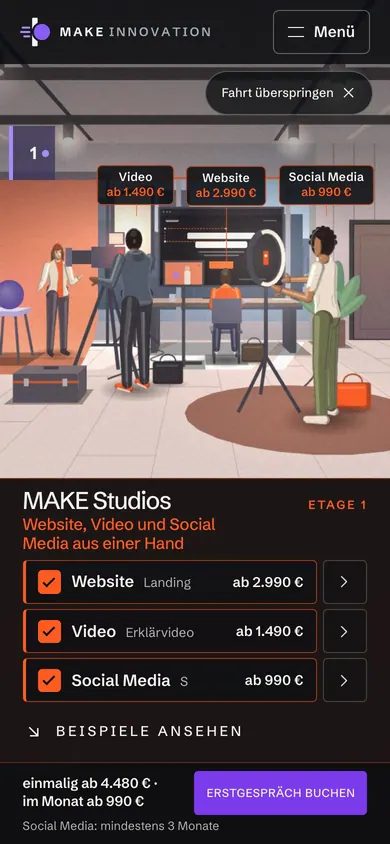 MAKE INNOVATION
Menü
Fahrt überspringen
1
Video
ab 1.490 €
Website
ab 2.990 €
Social Media
ab 990 €
MAKE Studios
ETAGE 1
Website, Video und Social
Media aus einer Hand
Website Landing ab 2.990 €
Video Erklärvideo ab 1.490 €
Social Media S ab 990 €
BEISPIELE ANSEHEN
einmalig ab 4.480 € ·
im Monat ab 990 €
ERSTGESPRÄCH BUCHEN
Social Media: mindestens 3 Monate